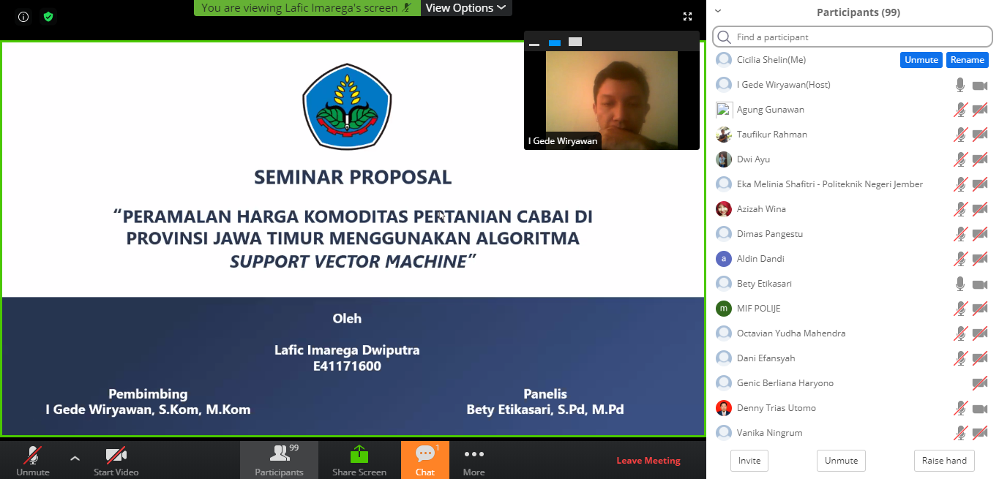 You are viewing Lafic Imarega's screen
View Options
I Gede Wiryawan
SEMINAR PROPOSAL
“PERAMALAN HARGA KOMODITAS PERTANIAN CABAI DI
PROVINSI JAWA TIMUR MENGGUNAKAN ALGORITMA
SUPPORT VECTOR MACHINE”
Oleh
Lafic Imarega Dwiputra
E41171600
Pembimbing
I Gede Wiryawan, S.Kom, M.Kom
Panelis
Bety Etikasari, S.Pd, M.Pd
Unmute
Start Video
99
Participants
Share Screen
1
Chat
More
Leave Meeting
Participants (99)
Find a participant
Cicilia Shelin(Me)
Unmute
Rename
I Gede Wiryawan(Host)
Agung Gunawan
Taufikur Rahman
Dwi Ayu
Eka Melinia Shafitri - Politeknik Negeri Jember
Azizah Wina
Dimas Pangestu
a
Aldin Dandi
Bety Etikasari
m
MIF POLIJE
Octavian Yudha Mahendra
Dani Efansyah
Genic Berliana Haryono
Denny Trias Utomo
Vanika Ningrum
Invite
Unmute
Raise hand